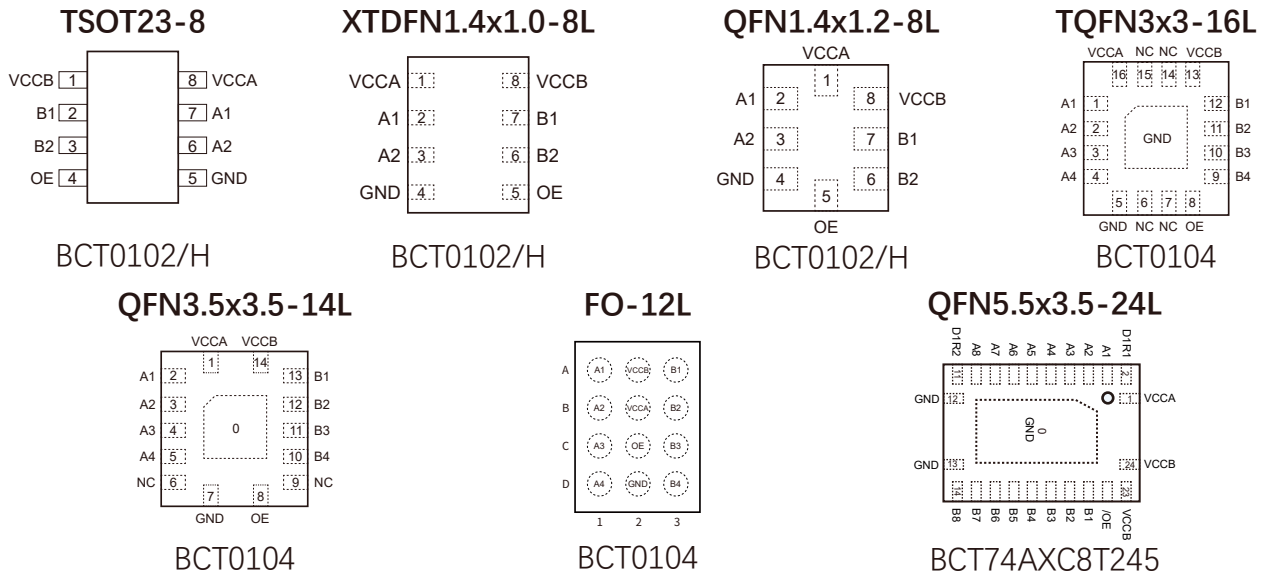 TSOT23-8
VCCB 1 8 VCCA
B1 2 7 A1
B2 3 6 A2
OE 4 5 GND
BCT0102/H
XTDFN1.4x1.0-8L
VCCA 1 8 VCCB
A1 2 7 B1
A2 3 6 B2
GND 4 5 OE
BCT0102/H
QFN1.4x1.2-8L
VCCA
1
A1 2 8 VCCB
A2 3 7 B1
GND 4 6 B2
5
OE
BCT0102/H
TQFN3x3-16L
VCCA NC NC VCCB
16 15 14 13
A1 1 12 B1
A2 2 11 B2
GND
A3 3 10 B3
A4 4 9 B4
5 6 7 8
GND NC NC OE
BCT0104
QFN3.5x3.5-14L
VCCA VCCB
1 14
A1 2 13 B1
A2 3 12 B2
A3 4 0 11 B3
A4 5 10 B4
NC 6 9 NC
7 8
GND OE
BCT0104
FO-12L
A A1 VCCB B1
B A2 VCCA B2
C A3 OE B3
D A4 GND B4
1 2 3
BCT0104
QFN5.5x3.5-24L
D1R2 A8 A7 A6 A5 A4 A3 A2 A1 D1R1
11 2
GND 12 1 VCCA
0
GND
GND 13 24 VCCB
14 23
B8 B7 B6 B5 B4 B3 B2 B1 /OE VCCB
BCT74AXC8T245